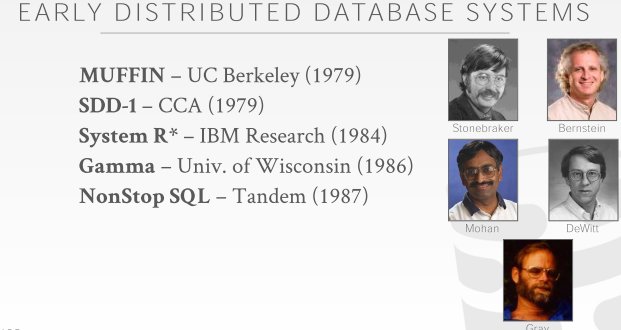 EARLY DISTRIBUTED DATABASE SYSTEMS
MUFFIN – UC Berkeley (1979)
SDD-1 – CCA (1979)
System R* – IBM Research (1984)
Gamma – Univ. of Wisconsin (1986)
NonStop SQL – Tandem (1987)
Stonebraker
Bernstein
Mohan
DeWitt
Gray